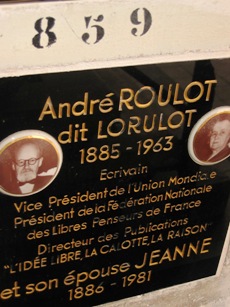 859
André ROULOT
dit LORULOT
1885 - 1963
Ecrivain
Vice Président de l'Union Mondiale
Président de la Fédération Nationale
des Libres Penseurs de France
Directeur des Publications
"L'IDÉE LIBRE, LA CALOTTE, LA RAISON"
et son épouse JEANNE
1886 - 1981